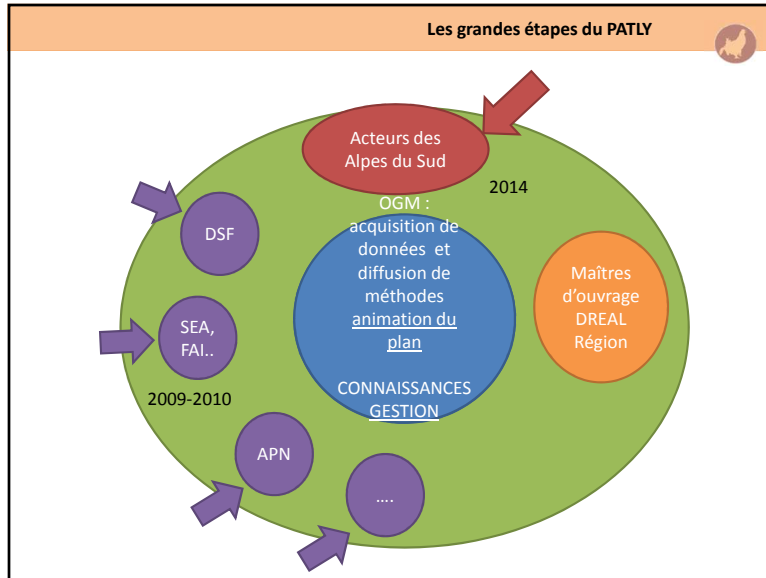 Les grandes étapes du PATLY
Acteurs des
Alpes du Sud
2014
OGM :
acquisition de
données et
diffusion de
méthodes
animation du
plan
CONNAISSANCES
GESTION
DSF
SEA,
FAI..
2009-2010
APN
....
Maîtres
d'ouvrage
DREAL
Région